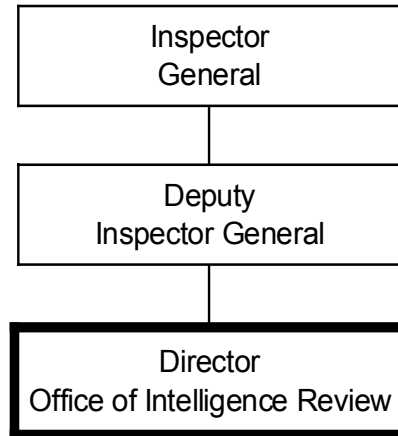 Inspector
General
Deputy
Inspector General
Director
Office of Intelligence Review